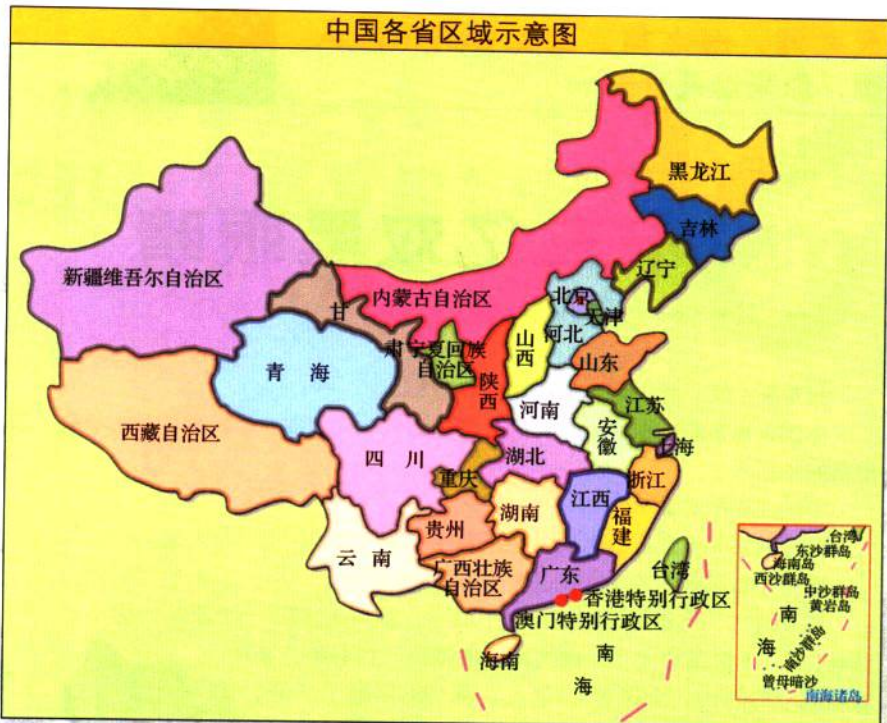 中国各省区域示意图
黑龙江
吉林
辽宁
新疆维吾尔自治区
内蒙古自治区
甘
肃
宁夏回族
自治区
北京
天津
河北
山西
山东
青 海
陕西
河南
江苏
安徽
上海
西藏自治区
四 川
重庆
湖北
浙江
江西
湖南
福建
贵州
云 南
广西壮族
自治区
广东
台湾
香港特别行政区
澳门特别行政区
海南
南
海
台湾
东沙群岛
海南岛
西沙群岛
中沙群岛
黄岩岛
南
海
南沙群岛
曾母暗沙
南海诸岛